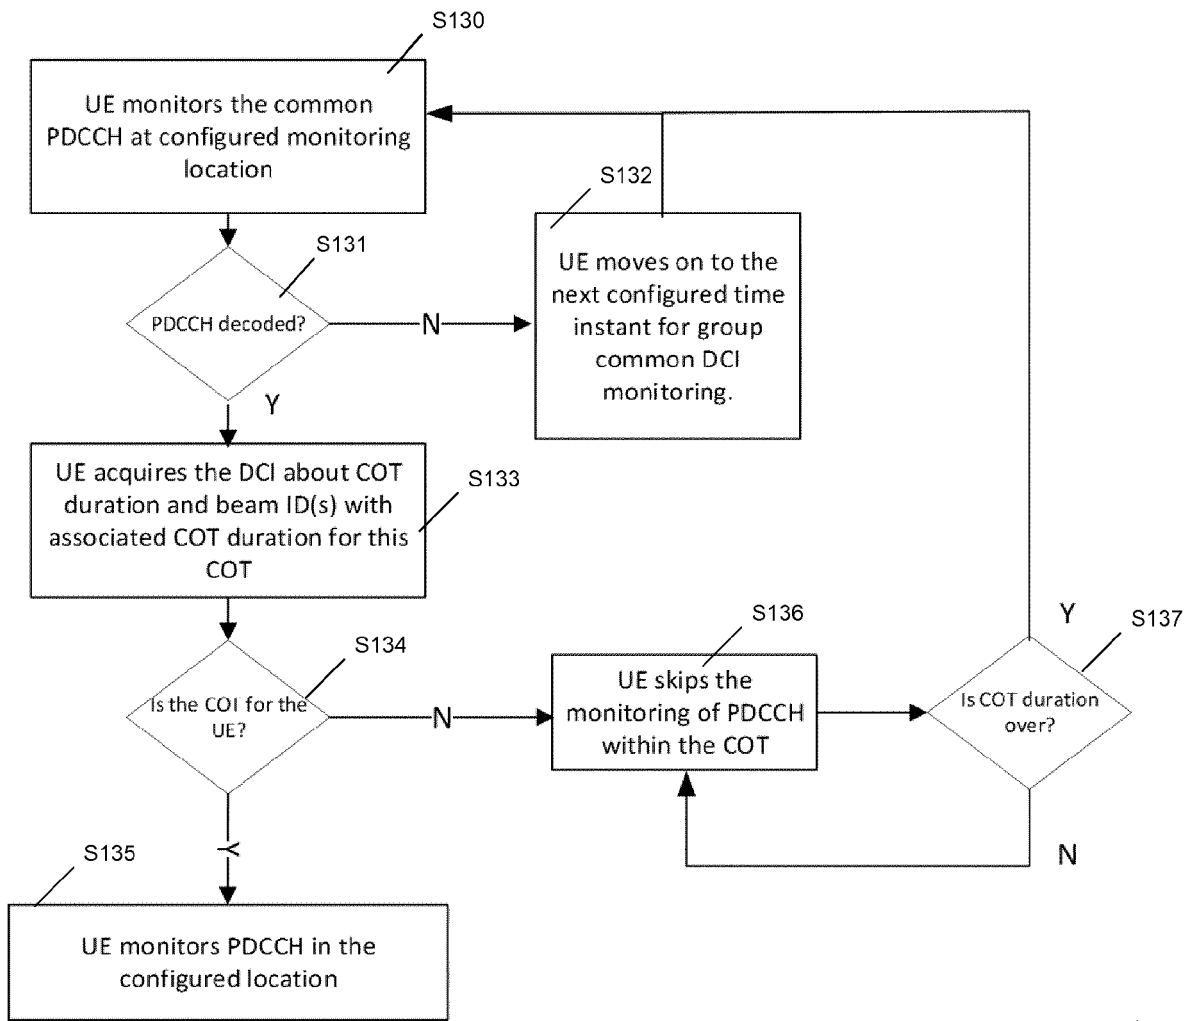 S130
UE monitors the common
PDCCH at configured monitoring
location
S132
S131
UE moves on to the
next configured time
instant for group
common DCI
monitoring.
PDCCH decoded?
N
Y
UE acquires the DCI about COT
duration and beam ID(s) with
associated COT duration for this
COT
S133
S134
Is the COT for the
UE?
N
S136
UE skips the
monitoring of PDCCH
within the COT
Y
S137
Is COT duration
over?
N
Y
S135
UE monitors PDCCH in the
configured location